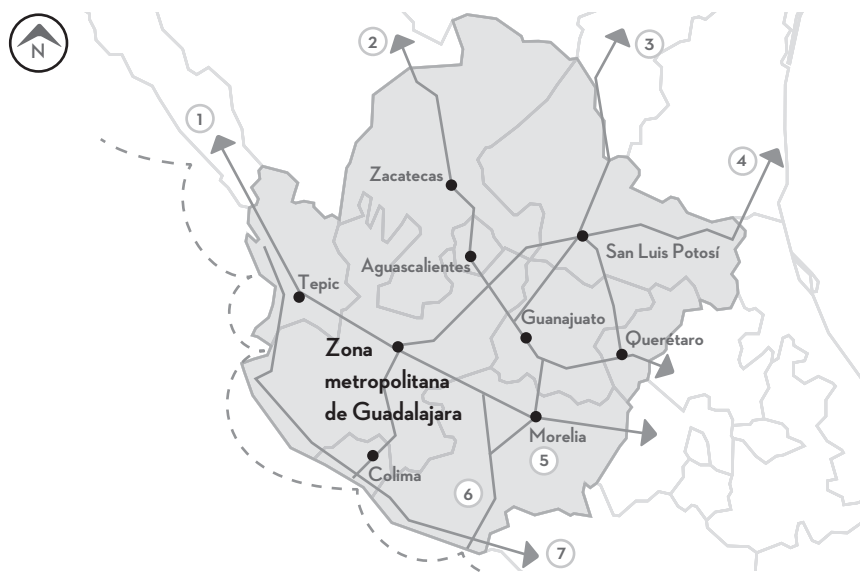 N
2
3
1
4
Zacatecas
San Luis Potosí
Aguascalientes
Tepic
Guanajuato
Querétaro
Zona
metropolitana
de Guadalajara
Morelia
5
Colima
6
7